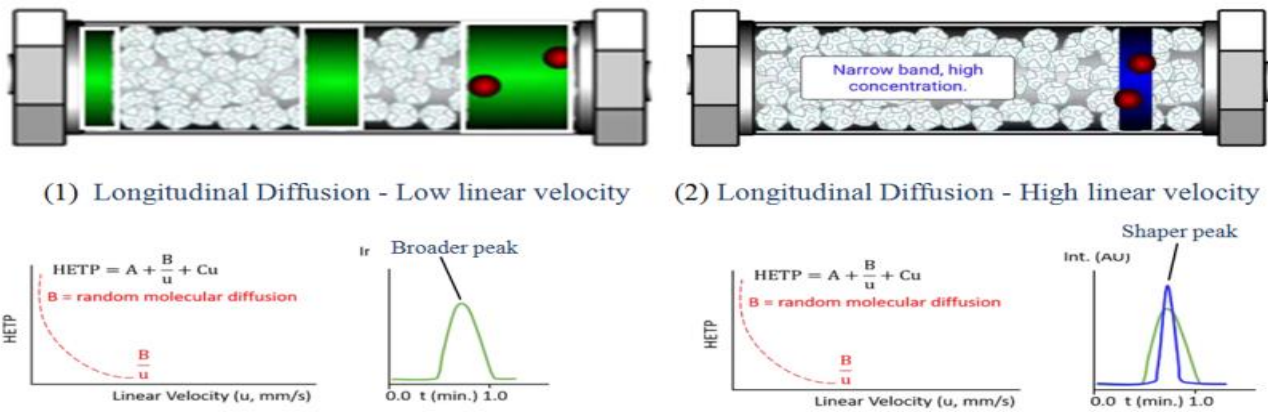 Narrow band, high
concentration.
(1) Longitudinal Diffusion - Low linear velocity
(2) Longitudinal Diffusion - High linear velocity
HETP = A + B/u + Cu
B = random molecular diffusion
HETP
B/u
Linear Velocity (u, mm/s)
Ir
Broader peak
0.0 t (min.) 1.0
HETP = A + B/u + Cu
B = random molecular diffusion
HETP
B/u
Linear Velocity (u, mm/s)
Shaper peak
Int. (AU)
0.0 t (min.) 1.0